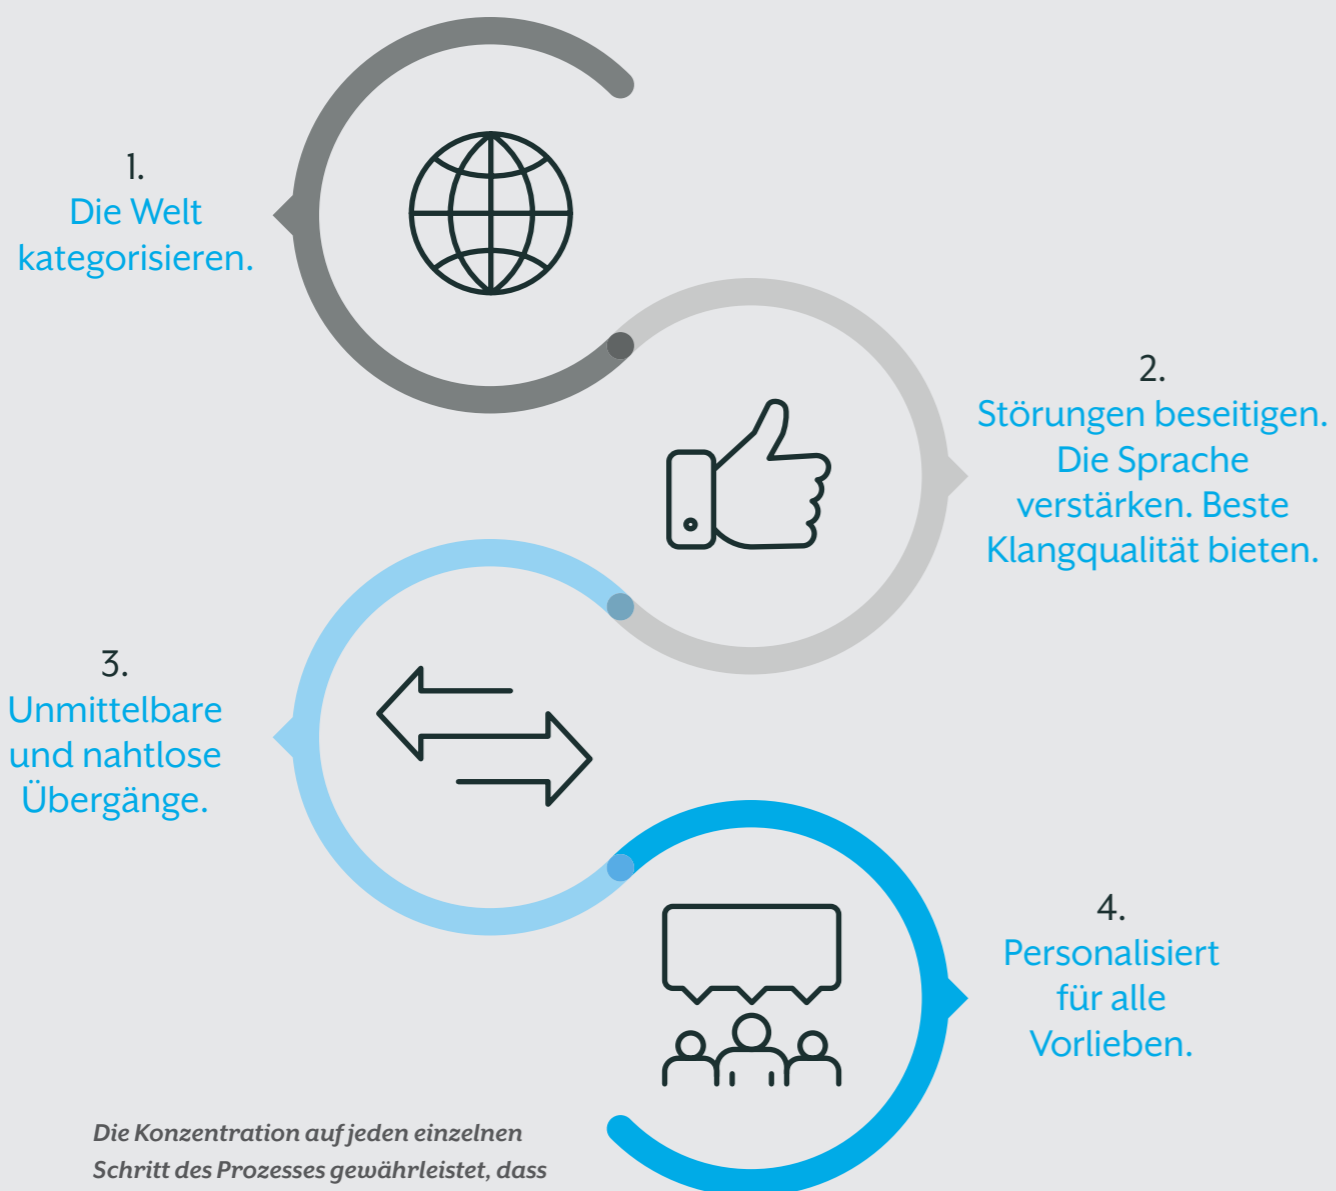 1.
Die Welt
kategorisieren.
2.
Störungen beseitigen.
Die Sprache
verstärken. Beste
Klangqualität bieten.
3.
Unmittelbare
und nahtlose
Übergänge.
4.
Personalisiert
für alle
Vorlieben.
Die Konzentration auf jeden einzelnen
Schritt des Prozesses gewährleistet, dass